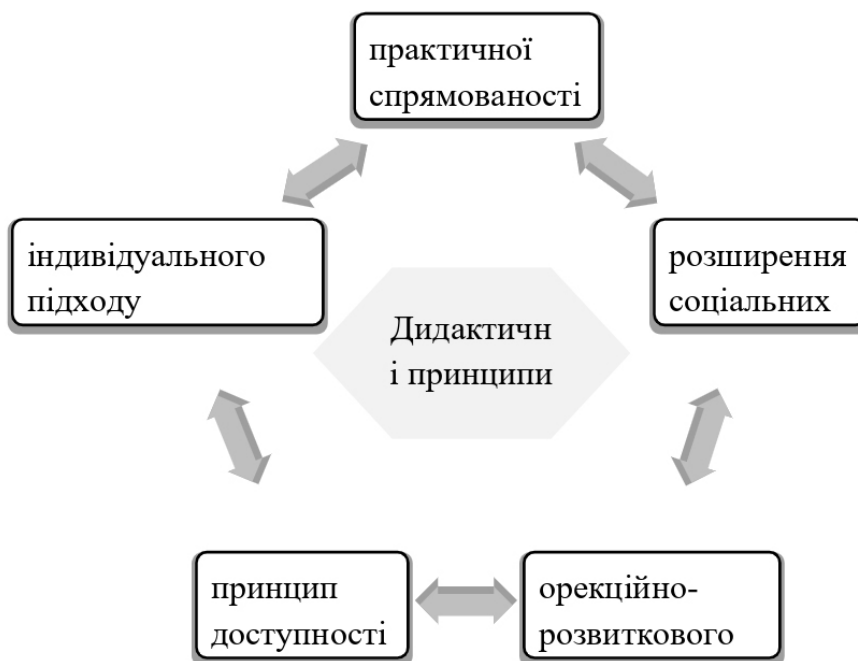 практичної
спрямованості
індивідуального
підходу
розширення
соціальних
Дидактичн
і принципи
принцип
доступності
орекційно-
розвиткового